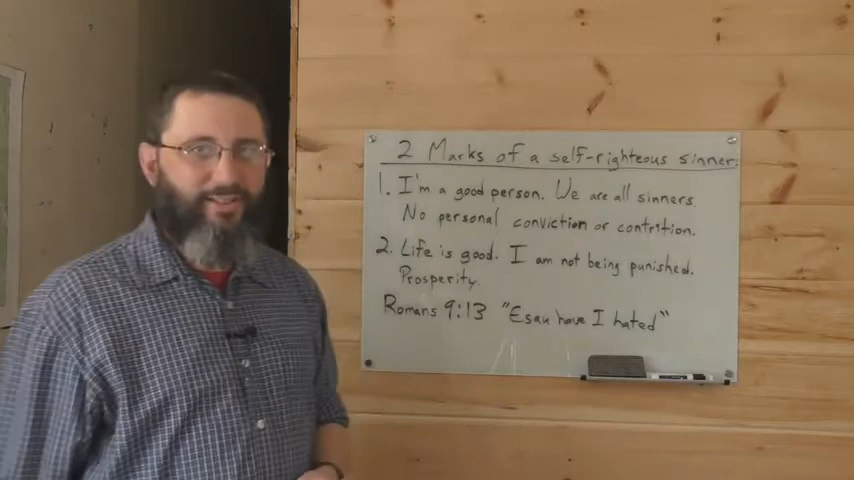 2 Marks of a self-righteous sinner.
1. I'm a good person. We are all sinners.
No personal conviction or contrition.
2. Life is good. I am not being punished.
Prosperity.
Romans 9:13 "Esau have I hated"